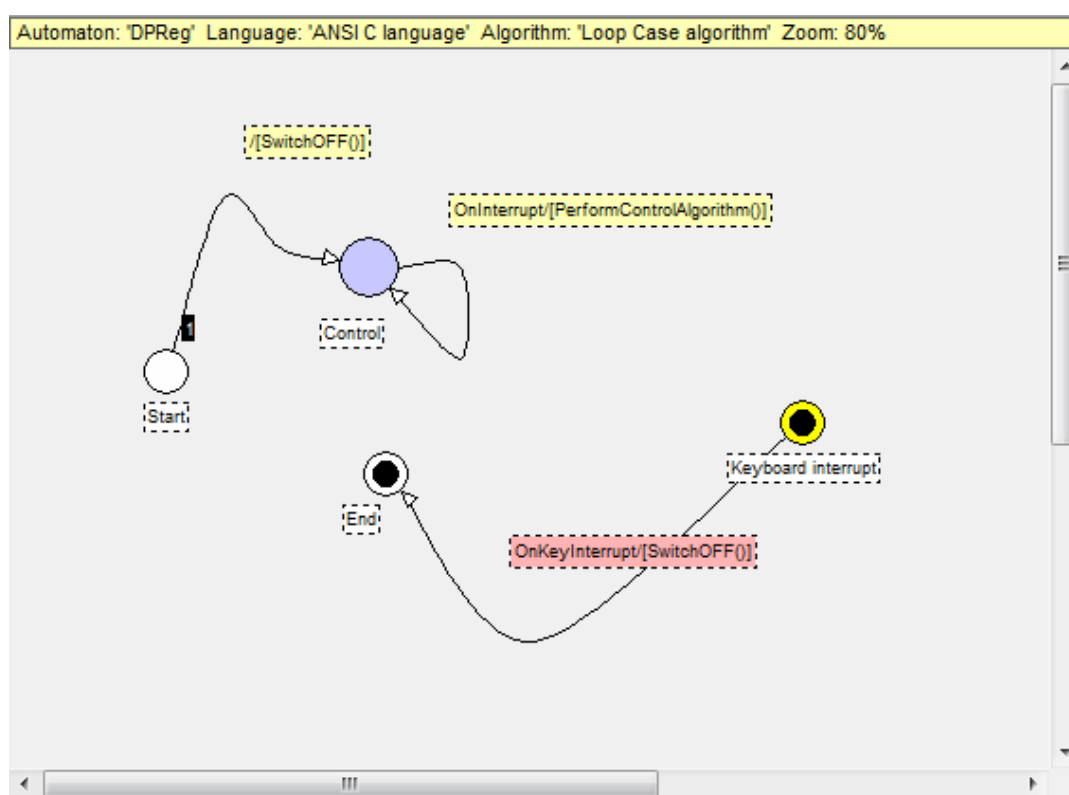 Automaton: 'DPReg' Language: 'ANSI C language' Algorithm: 'Loop Case algorithm' Zoom: 80%
/[SwitchOFF()]
OnInterrupt/[PerformControlAlgorithm()]
Control
1
Start
Keyboard interrupt
End
OnKeyInterrupt/[SwitchOFF()]